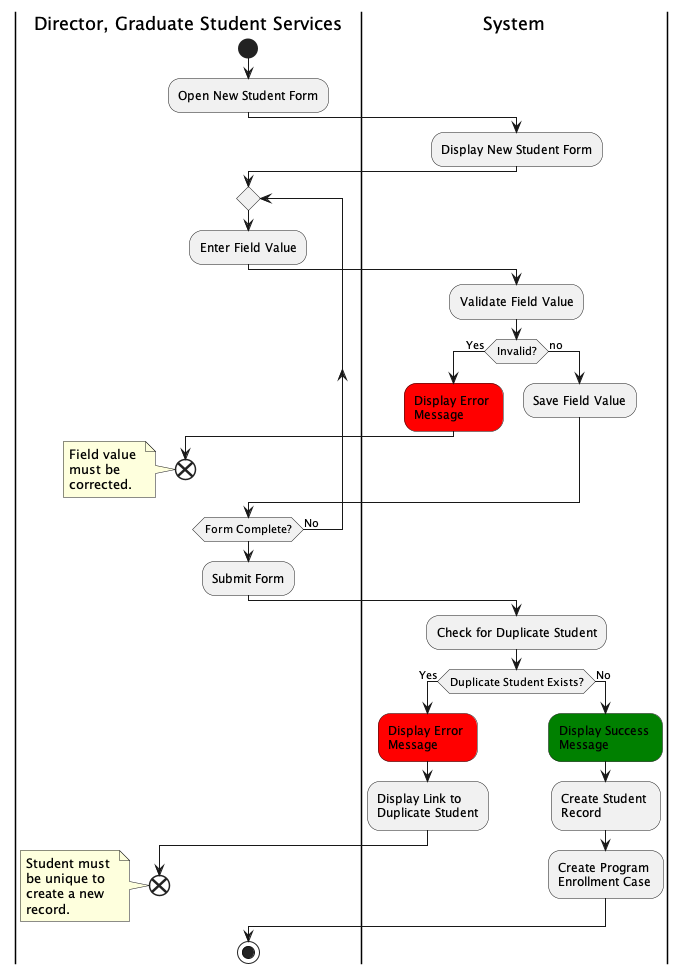 Director, Graduate Student Services
System
Open New Student Form
Display New Student Form
Enter Field Value
Validate Field Value
Yes
Invalid?
no
Display Error
Message
Save Field Value
Field value
must be
corrected.
Form Complete?
No
Submit Form
Check for Duplicate Student
Yes
Duplicate Student Exists?
No
Display Error
Message
Display Success
Message
Display Link to
Duplicate Student
Create Student
Record
Student must
be unique to
create a new
record.
Create Program
Enrollment Case